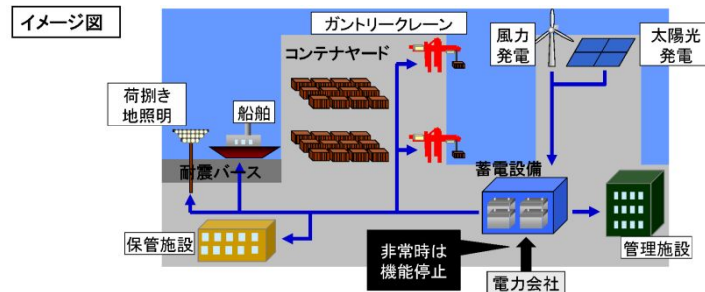 イメージ図
ガントリークレーン
コンテナヤード
風力
発電
太陽光
発電
荷捌き
地照明
船舶
耐震バース
蓄電設備
保管施設
非常時は
機能停止
電力会社
管理施設